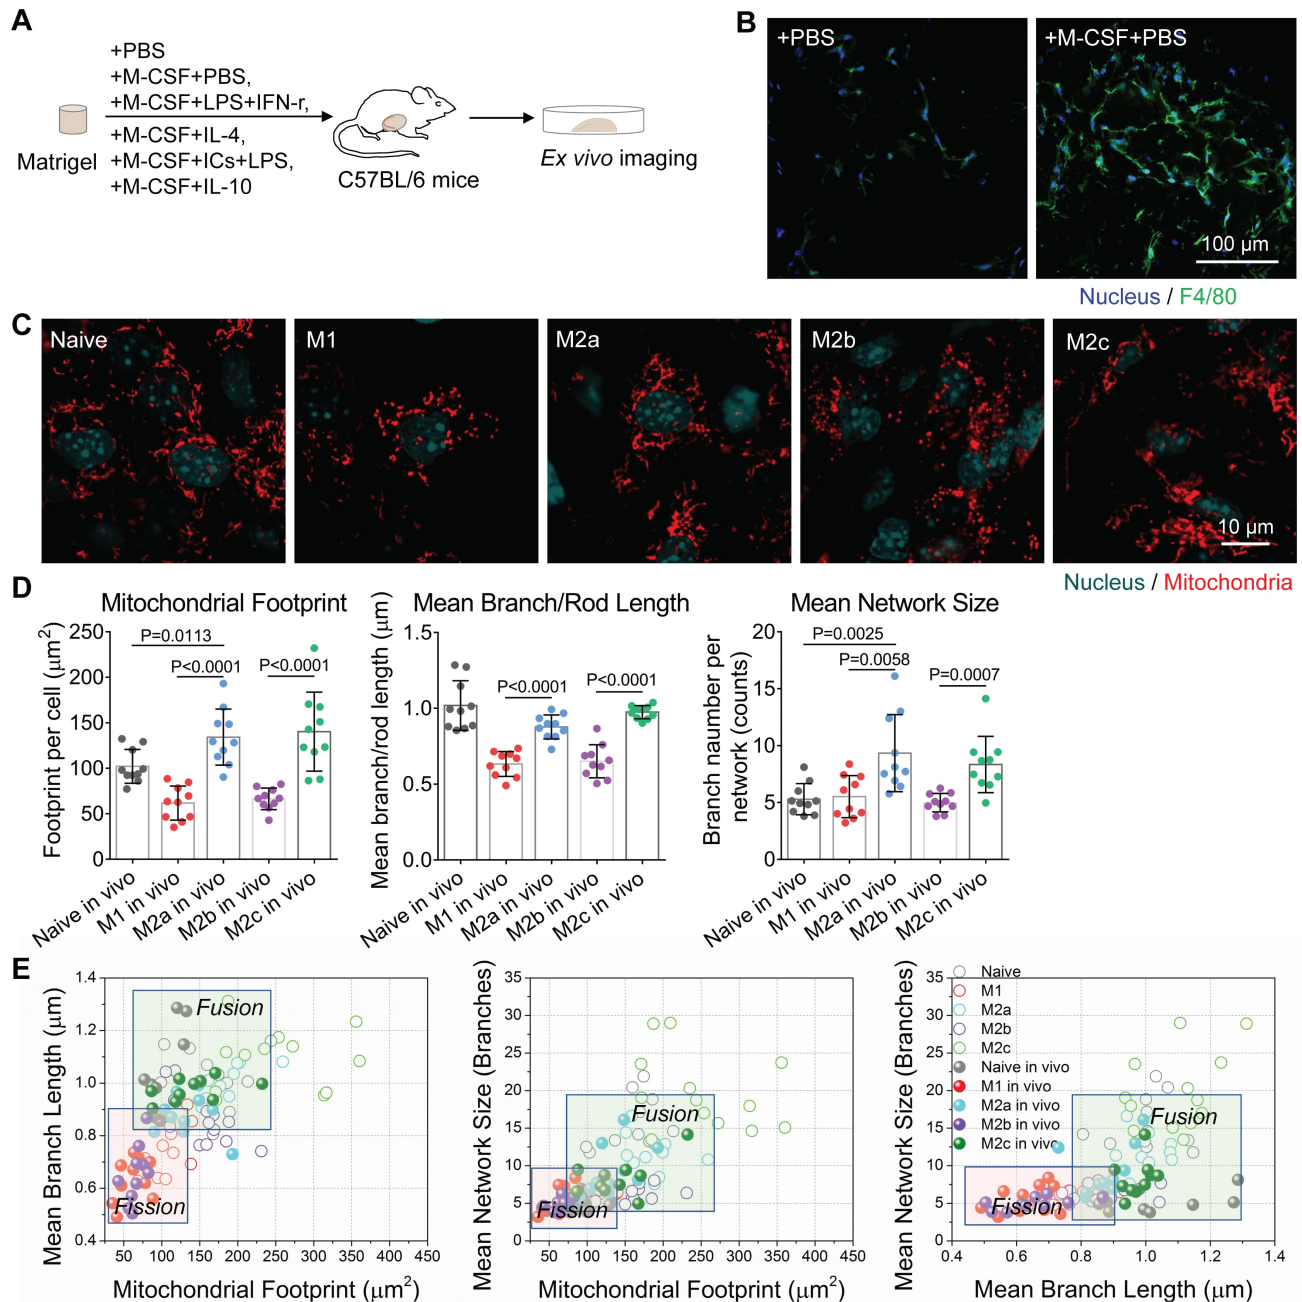 A
+PBS
+M-CSF+PBS,
+M-CSF+LPS+IFN-r,
+M-CSF+IL-4,
+M-CSF+ICs+LPS,
+M-CSF+IL-10
Matrigel
C57BL/6 mice
Ex vivo imaging
B
+PBS
+M-CSF+PBS
100 μm
Nucleus / F4/80
C
Naive
M1
M2a
M2b
M2c
10 μm
Nucleus / Mitochondria
D
Mitochondrial Footprint
Footprint per cell (μm²)
250
200
150
100
50
0
P=0.0113
P<0.0001
P<0.0001
Naive in vivo
M1 in vivo
M2a in vivo
M2b in vivo
M2c in vivo
Mean Branch/Rod Length
Mean branch/rod length (μm)
1.5
1.0
0.5
0.0
P<0.0001
P<0.0001
Naive in vivo
M1 in vivo
M2a in vivo
M2b in vivo
M2c in vivo
Mean Network Size
Branch naumber per
network (counts)
20
15
10
5
0
P=0.0025
P=0.0058
P=0.0007
Naive in vivo
M1 in vivo
M2a in vivo
M2b in vivo
M2c in vivo
E
Mean Branch Length (μm)
1.4
1.2
1.0
0.8
0.6
0.4
Fusion
Fission
50 100 150 200 250 300 350 400 450
Mitochondrial Footprint (μm²)
Mean Network Size (Branches)
35
30
25
20
15
10
5
0
Fusion
Fission
50 100 150 200 250 300 350 400 450
Mitochondrial Footprint (μm²)
Mean Network Size (Branches)
35
30
25
20
15
10
5
0
Naive
M1
M2a
M2b
M2c
Naive in vivo
M1 in vivo
M2a in vivo
M2b in vivo
M2c in vivo
Fusion
Fission
0.4 0.6 0.8 1.0 1.2 1.4
Mean Branch Length (μm)